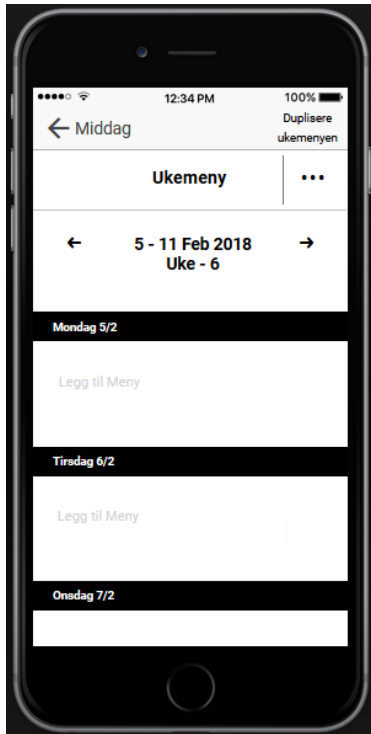 12:34 PM
100%
Middag
Duplisere
ukemenyen
Ukemeny
5 - 11 Feb 2018
Uke - 6
Mondag 5/2
Legg til Meny
Tirsdag 6/2
Legg til Meny
Onsdag 7/2